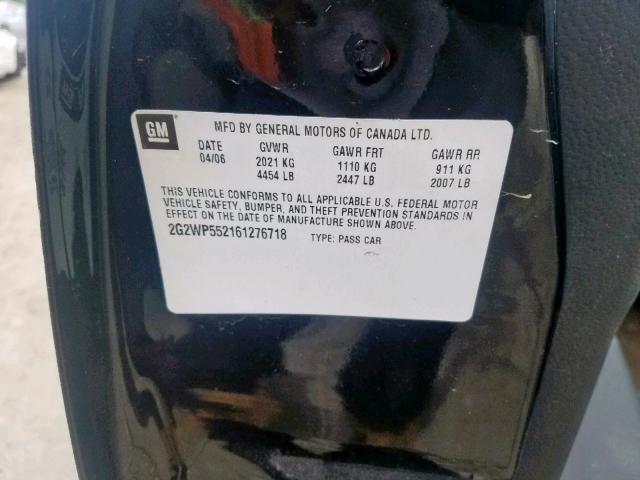 GM
MFD BY GENERAL MOTORS OF CANADA LTD.
DATE GVWR GAWR FRT GAWR RR
04/06 2021 KG 1110 KG 911 KG
4454 LB 2447 LB 2007 LB
THIS VEHICLE CONFORMS TO ALL APPLICABLE U.S. FEDERAL MOTOR
VEHICLE SAFETY, BUMPER, AND THEFT PREVENTION STANDARDS IN
EFFECT ON THE DATE OF MANUFACTURE SHOWN ABOVE.
2G2WP552161276718 TYPE: PASS CAR